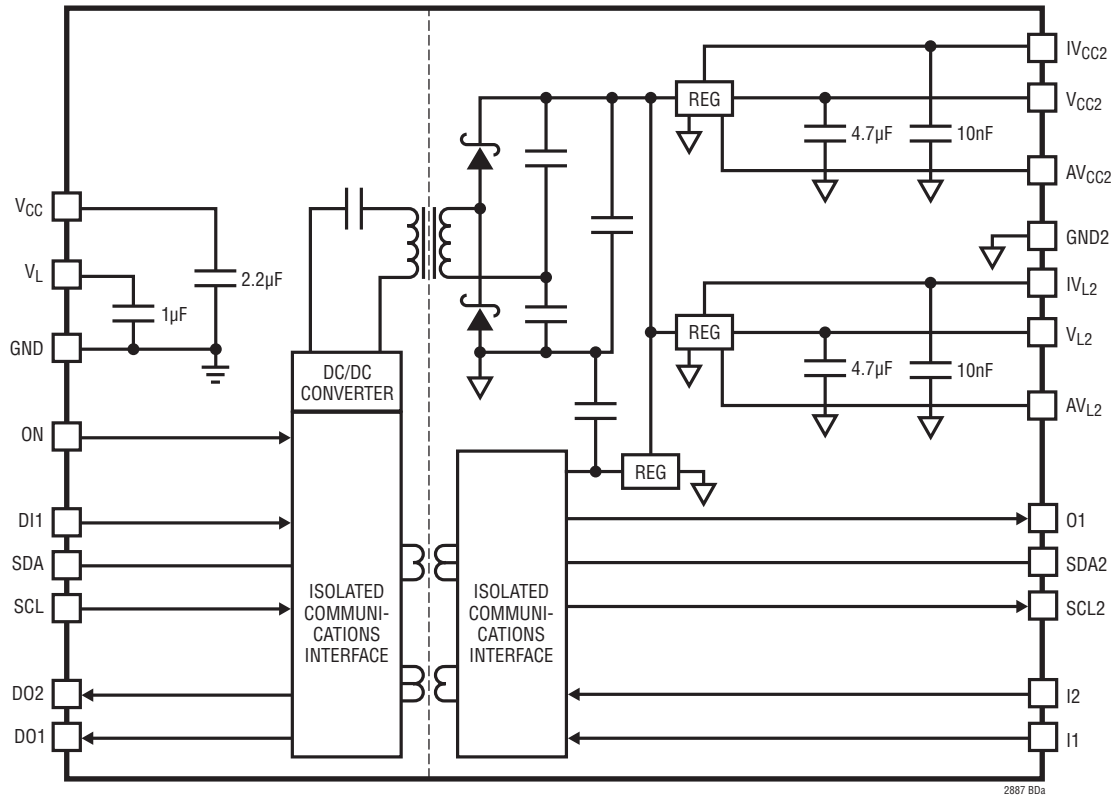 IVCC2
REG
VCC2
4.7µF
10nF
AVCC2
VCC
GND2
VL
2.2µF
IVL2
1µF
REG
VL2
GND
DC/DC
CONVERTER
4.7µF
10nF
AVL2
ON
REG
DI1
O1
SDA
SDA2
ISOLATED
COMMUNI-
CATIONS
INTERFACE
ISOLATED
COMMUNI-
CATIONS
INTERFACE
SCL
SCL2
DO2
I2
DO1
I1
2887 BDa